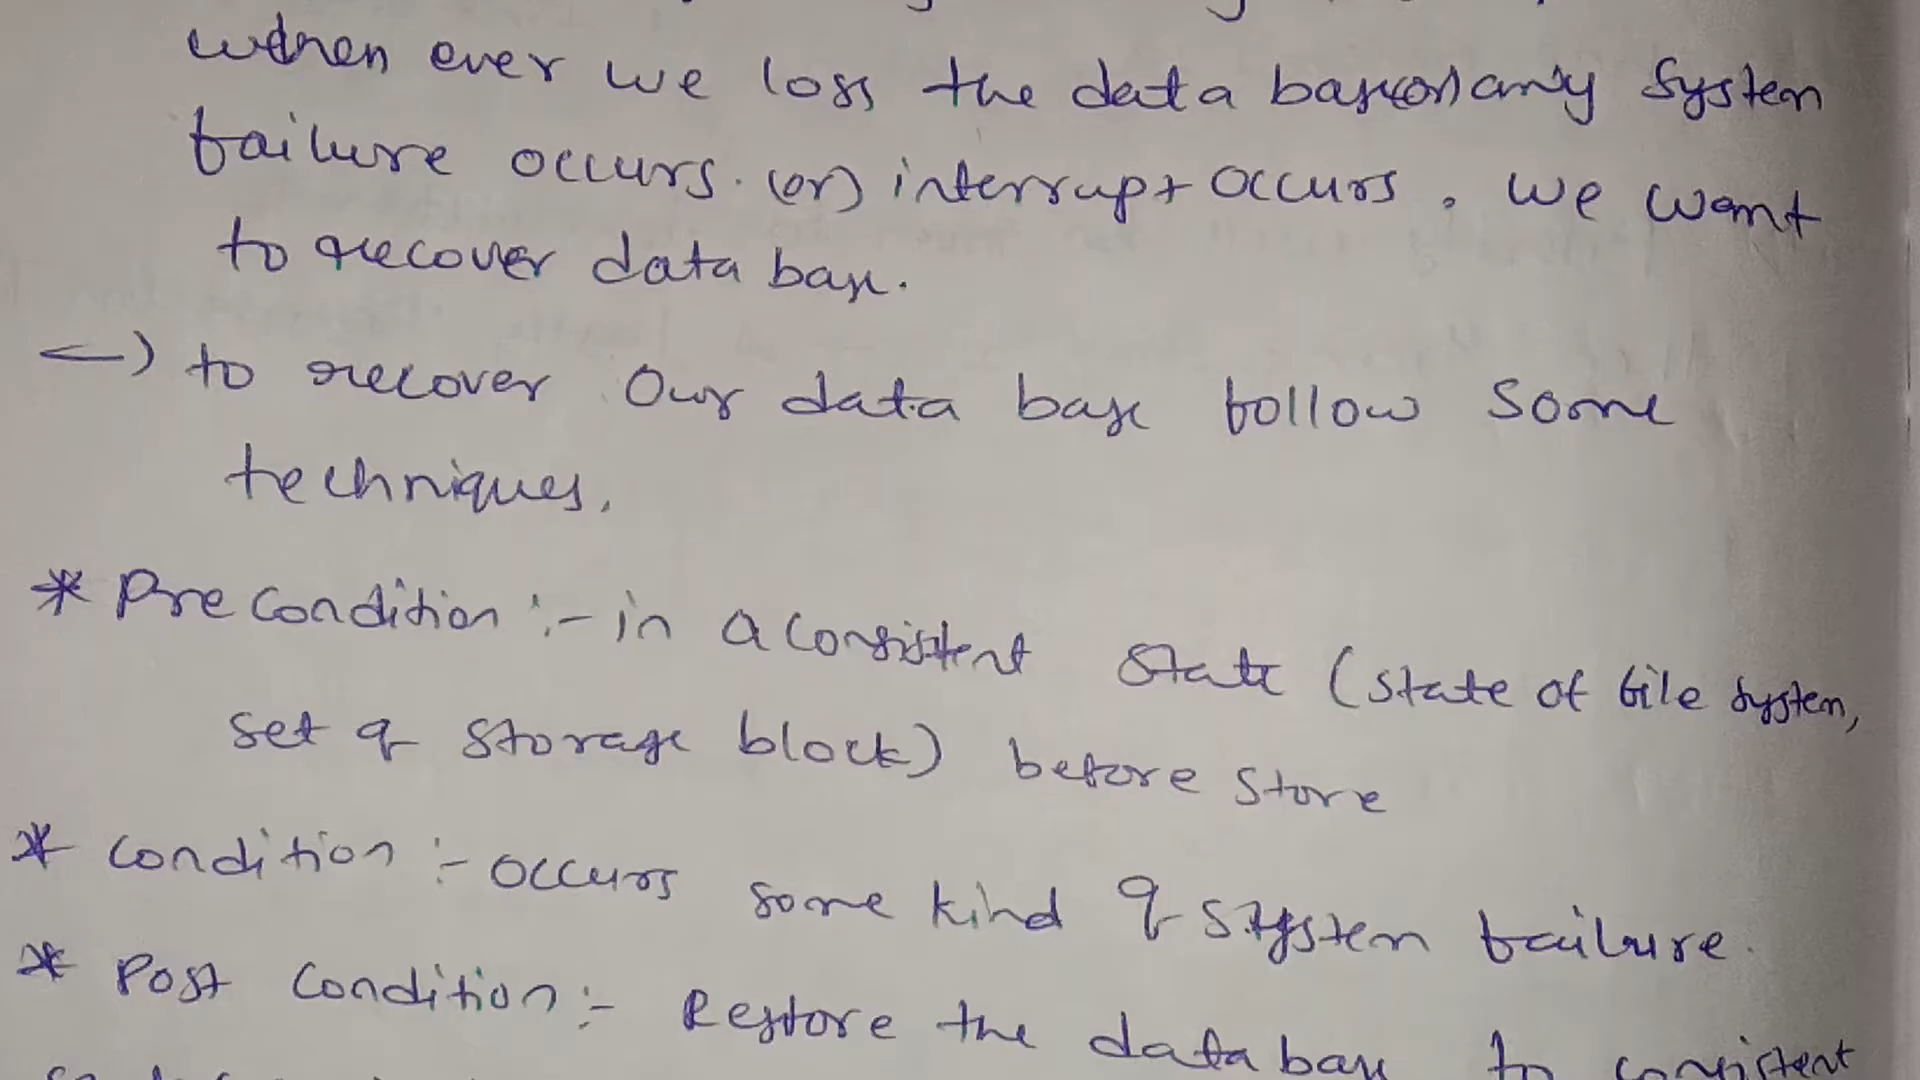 when ever we loss the data base(or) any system
failure occurs. (or) interrupt occurs. we want
to recover data base.
=> to recover our data base follow some
techniques.
* Pre condition :- in a consistent state (state of file system,
set of storage block) before store
* condition :- occurs some kind of system failure.
* Post condition :- Restore the data base to consistent